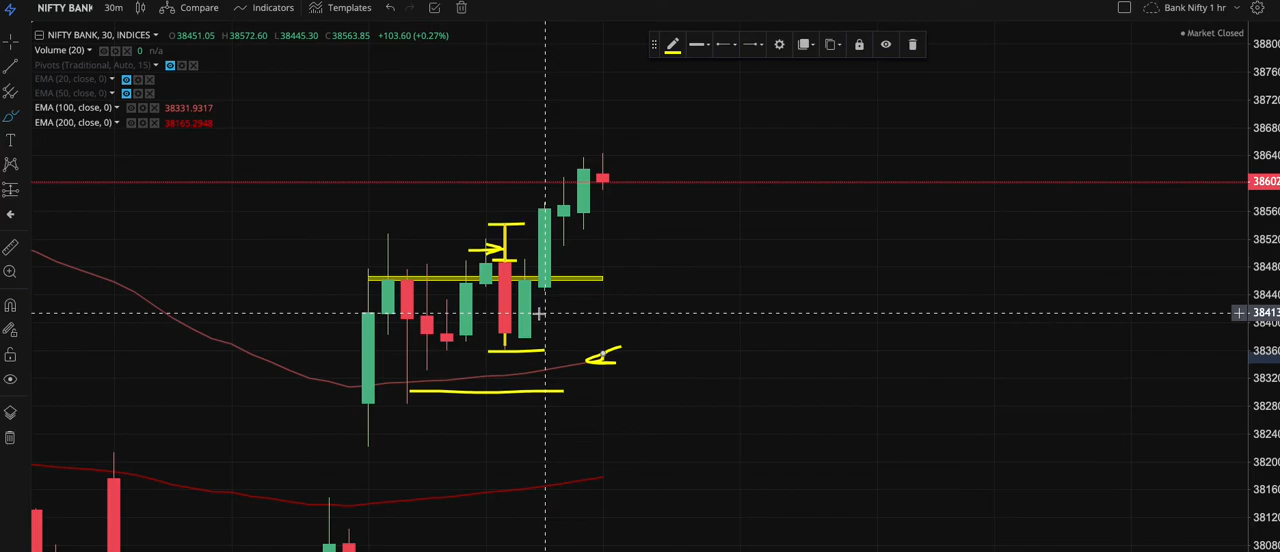 NIFTY BANK 30m Compare Indicators Templates Bank Nifty 1 hr
NIFTY BANK, 30, INDICES O38451.05 H38572.60 L38445.30 C38563.85 +103.60 (+0.27%)
Market Closed
Volume (20) 0 n/a
Pivots (Traditional, Auto, 15)
EMA (20, close, 0)
EMA (50, close, 0)
EMA (100, close, 0) 38331.9317
EMA (200, close, 0) 38165.2948
38800
38760
38720
38680
38640
38602
38560
38520
38480
38440
38413
38400
38360
38320
38280
38240
38200
38160
38120
38080